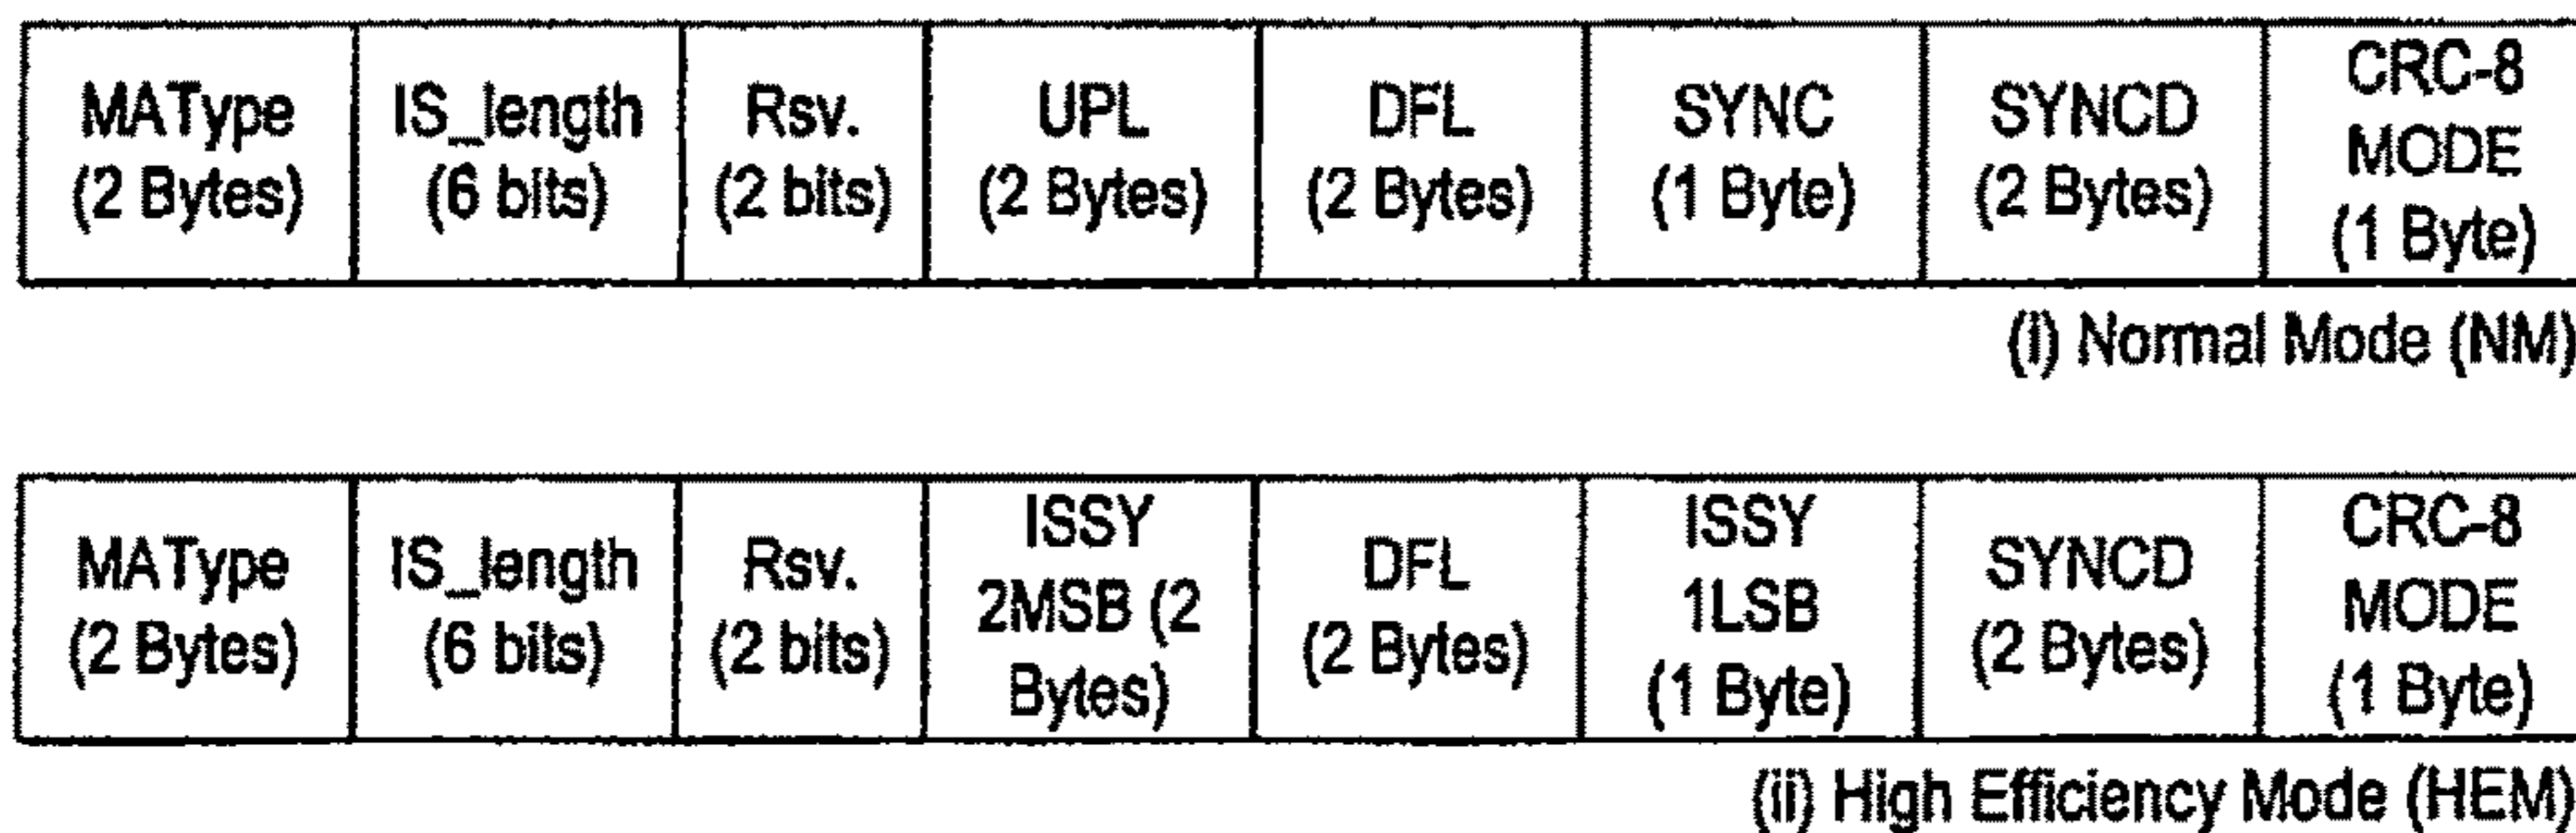 MAType
(2 Bytes)
IS_length
(6 bits)
Rsv.
(2 bits)
UPL
(2 Bytes)
DFL
(2 Bytes)
SYNC
(1 Byte)
SYNCD
(2 Bytes)
CRC-8
MODE
(1 Byte)
(i) Normal Mode (NM)
MAType
(2 Bytes)
IS_length
(6 bits)
Rsv.
(2 bits)
ISSY
2MSB (2
Bytes)
DFL
(2 Bytes)
ISSY
1LSB
(1 Byte)
SYNCD
(2 Bytes)
CRC-8
MODE
(1 Byte)
(ii) High Efficiency Mode (HEM)